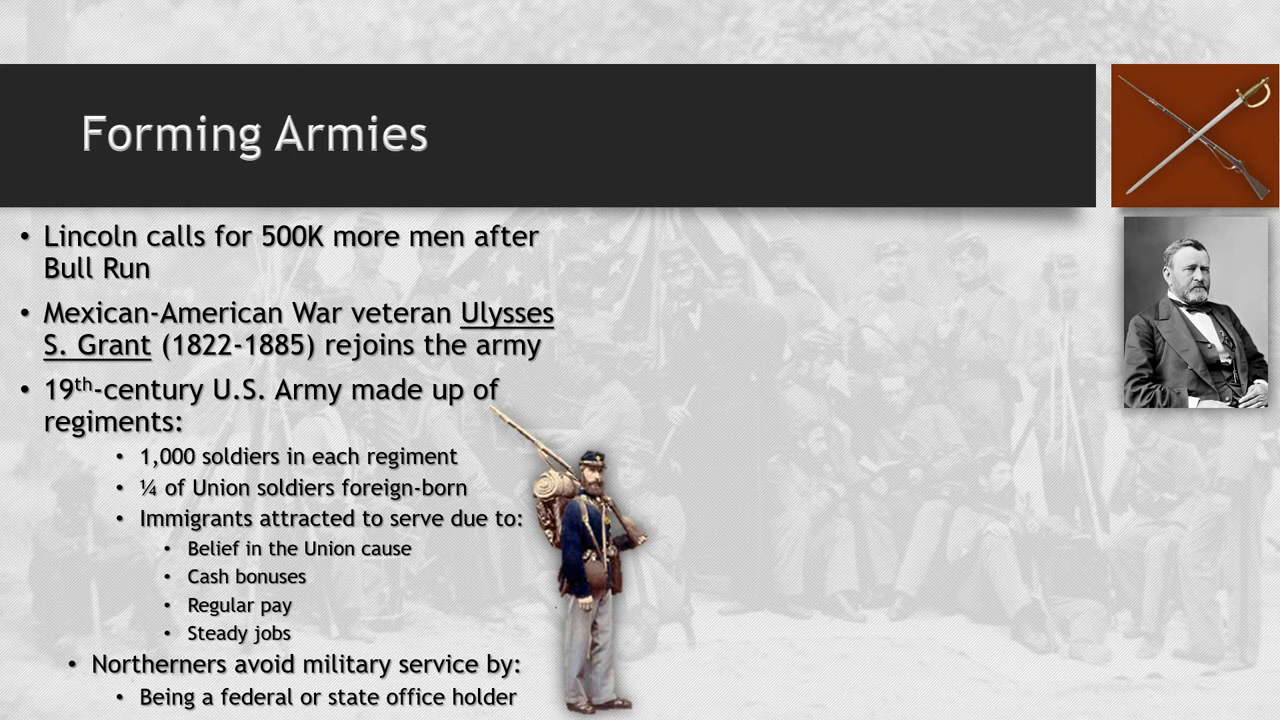 Forming Armies
• Lincoln calls for 500K more men after
Bull Run
• Mexican-American War veteran Ulysses
S. Grant (1822-1885) rejoins the army
• 19th-century U.S. Army made up of
regiments:
• 1,000 soldiers in each regiment
• ¼ of Union soldiers foreign-born
• Immigrants attracted to serve due to:
• Belief in the Union cause
• Cash bonuses
• Regular pay
• Steady jobs
• Northerners avoid military service by:
• Being a federal or state office holder